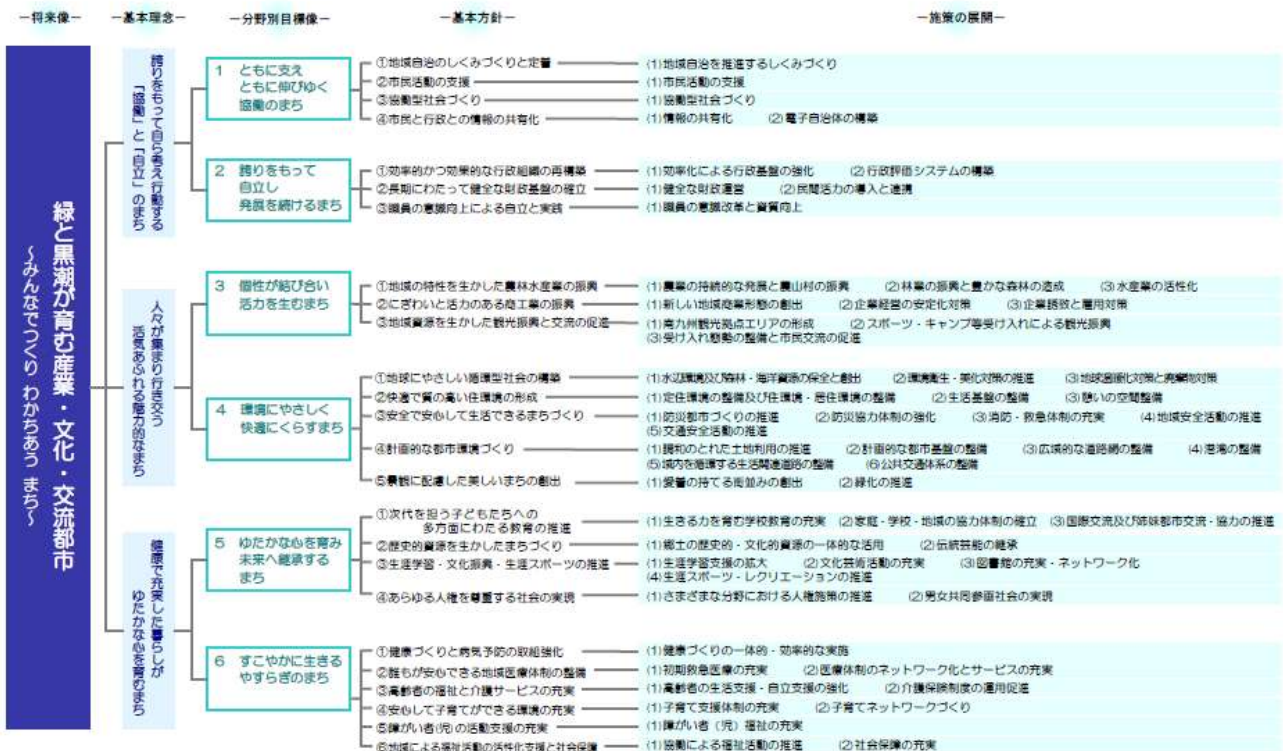 －将来像－ －基本理念－ －分野別目標像－ －基本方針－ －施策の展開－
緑と黒潮が育む産業・文化・交流都市
～みんなでつくり わかちあう まち～
誇りをもって自ら考え行動する
「協働」と「自立」のまち
1 ともに支え
ともに伸びゆく
協働のまち
①地域自治のしくみづくりと定着 (1)地域自治を推進するしくみづくり
②市民活動の支援 (1)市民活動の支援
③協働型社会づくり (1)協働型社会づくり
④市民と行政との情報の共有化 (1)情報の共有化 (2)電子自治体の構築
2 誇りをもって
自立し
発展を続けるまち
①効率的かつ効果的な行政組織の再構築 (1)効率化による行政基盤の強化 (2)行政評価システムの構築
②長期にわたって健全な財政基盤の確立 (1)健全な財政運営 (2)民間活力の導入と連携
③職員の意識向上による自立と実践 (1)職員の意識改革と資質向上
人々が集まり行き交う
活気あふれる魅力的なまち
3 個性が結び合い
活力を生むまち
①地域の特性を生かした農林水産業の振興 (1)農業の持続的な発展と農山村の振興 (2)林業の振興と豊かな森林の造成 (3)水産業の活性化
②にぎわいと活力のある商工業の振興 (1)新しい地域商業形態の創出 (2)企業経営の安定化対策 (3)企業誘致と雇用対策
③地域資源を生かした観光振興と交流の促進 (1)南九州観光拠点エリアの形成 (2)スポーツ・キャンプ等受け入れによる観光振興
(3)受け入れ態勢の整備と市民交流の促進
4 環境にやさしく
快適にくらすまち
①地球にやさしい循環型社会の構築 (1)水辺環境及び森林・海洋資源の保全と創出 (2)環境衛生・美化対策の推進 (3)地球温暖化対策と廃棄物対策
②快適で質の高い住環境の形成 (1)定住環境の整備及び住環境・居住環境の整備 (2)生活基盤の整備 (3)憩いの空間整備
③安全で安心して生活できるまちづくり (1)防災都市づくりの推進 (2)防災協力体制の強化 (3)消防・救急体制の充実 (4)地域安全活動の推進
(5)交通安全活動の推進
④計画的な都市環境づくり (1)調和のとれた土地利用の推進 (2)計画的な都市基盤の整備 (3)広域的な道路網の整備 (4)港湾の整備
(5)域内を循環する生活関連道路の整備 (6)公共交通体系の整備
⑤景観に配慮した美しいまちの創出 (1)愛着の持てる街並みの創出 (2)緑化の推進
健康で充実した暮らしが
ゆたかな心を育むまち
5 ゆたかな心を育み
未来へ継承する
まち
①次代を担う子どもたちへの
多方面にわたる教育の推進 (1)生きる力を育む学校教育の充実 (2)家庭・学校・地域の協力体制の確立 (3)国際交流及び姉妹都市交流・協力の推進
②歴史的資源を生かしたまちづくり (1)郷土の歴史的・文化的資源の一体的な活用 (2)伝統芸能の継承
③生涯学習・文化振興・生涯スポーツの推進 (1)生涯学習支援の拡大 (2)文化芸術活動の充実 (3)図書館の充実・ネットワーク化
(4)生涯スポーツ・レクリエーションの推進
④あらゆる人権を尊重する社会の実現 (1)さまざまな分野における人権施策の推進 (2)男女共同参画社会の実現
6 すこやかに生きる
やすらぎのまち
①健康づくりと病気予防の取組強化 (1)健康づくりの一体的・効率的な実施
②誰もが安心できる地域医療体制の整備 (1)初期救急医療の充実 (2)医療体制のネットワーク化とサービスの充実
③高齢者の福祉と介護サービスの充実 (1)高齢者の生活支援・自立支援の強化 (2)介護保険制度の運用促進
④安心して子育てができる環境の充実 (1)子育て支援体制の充実 (2)子育てネットワークづくり
⑤障がい者(児)の活動支援の充実 (1)障がい者（児）福祉の充実
⑥地域による福祉活動の活性化支援と社会保障 (1)協働による福祉活動の推進 (2)社会保障の充実